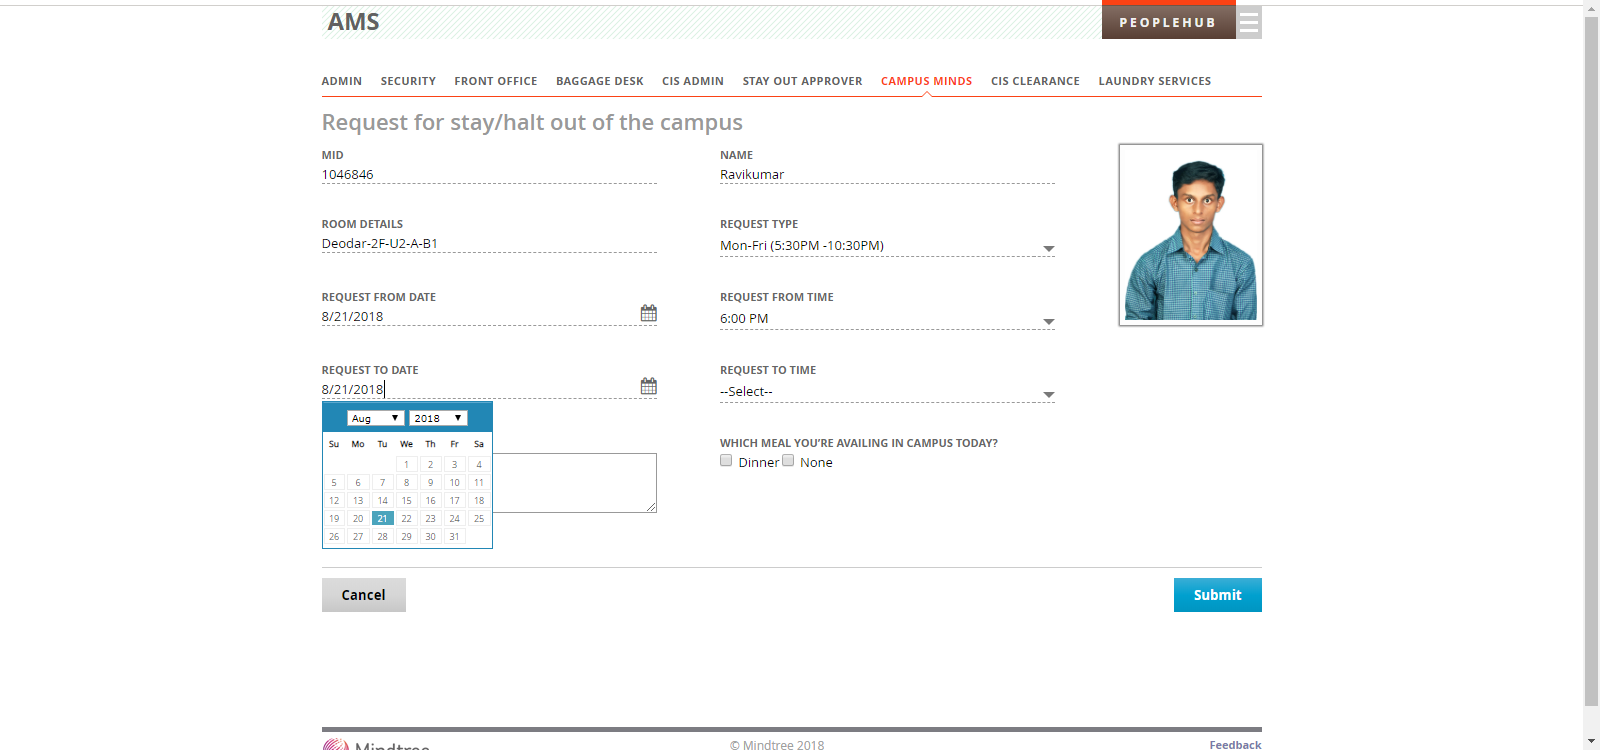 AMS
PEOPLEHUB
ADMIN SECURITY FRONT OFFICE BAGGAGE DESK CIS ADMIN STAY OUT APPROVER CAMPUS MINDS CIS CLEARANCE LAUNDRY SERVICES
Request for stay/halt out of the campus
MID
1046846
NAME
Ravikumar
ROOM DETAILS
Deodar-2F-U2-A-B1
REQUEST TYPE
Mon-Fri (5:30PM -10:30PM)
REQUEST FROM DATE
8/21/2018
REQUEST FROM TIME
6:00 PM
REQUEST TO DATE
8/21/2018
REQUEST TO TIME
--Select--
Aug 2018
Su Mo Tu We Th Fr Sa
1 2 3 4
5 6 7 8 9 10 11
12 13 14 15 16 17 18
19 20 21 22 23 24 25
26 27 28 29 30 31
WHICH MEAL YOU'RE AVAILING IN CAMPUS TODAY?
Dinner None
Cancel
Submit
Mindtree
© Mindtree 2018
Feedback